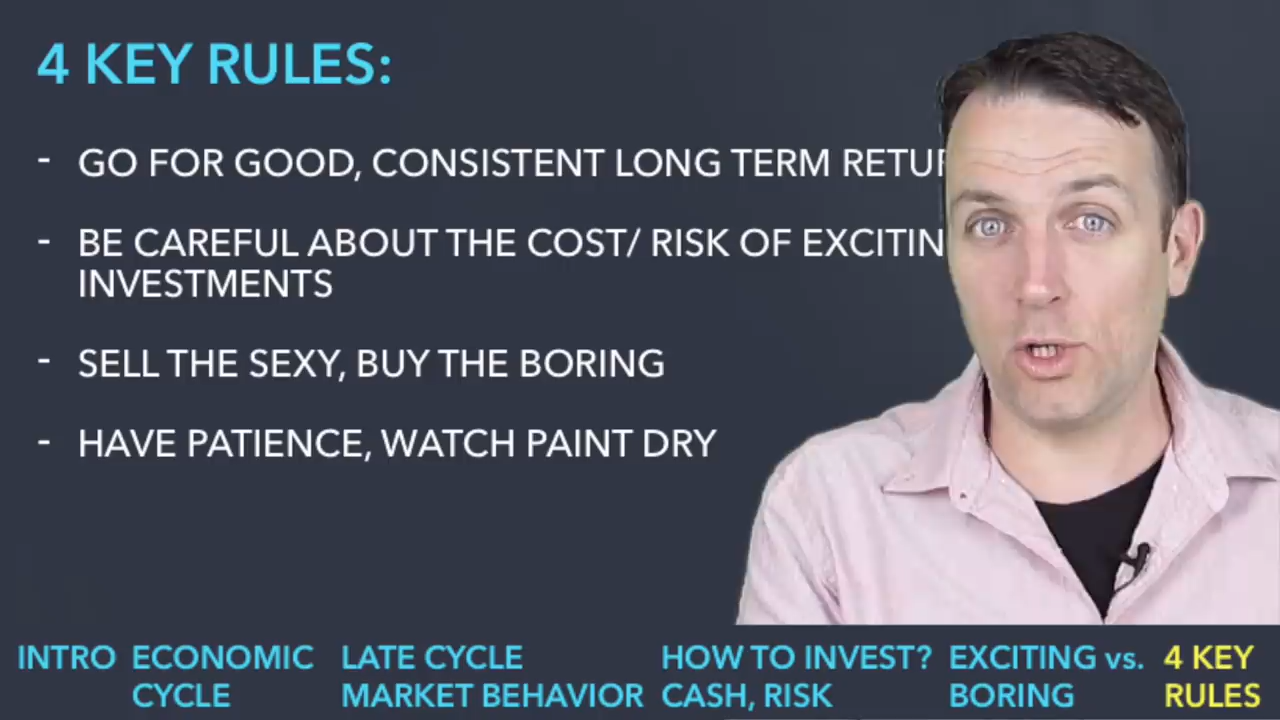 4 KEY RULES:
- GO FOR GOOD, CONSISTENT LONG TERM
- BE CAREFUL ABOUT THE COST/ RISK OF
INVESTMENTS
- SELL THE SEXY, BUY THE BORING
- HAVE PATIENCE, WATCH PAINT DRY
INTRO ECONOMIC LATE CYCLE HOW TO INVEST? EXCITING vs. 4 KEY
CYCLE MARKET BEHAVIOR CASH, RISK BORING RULES